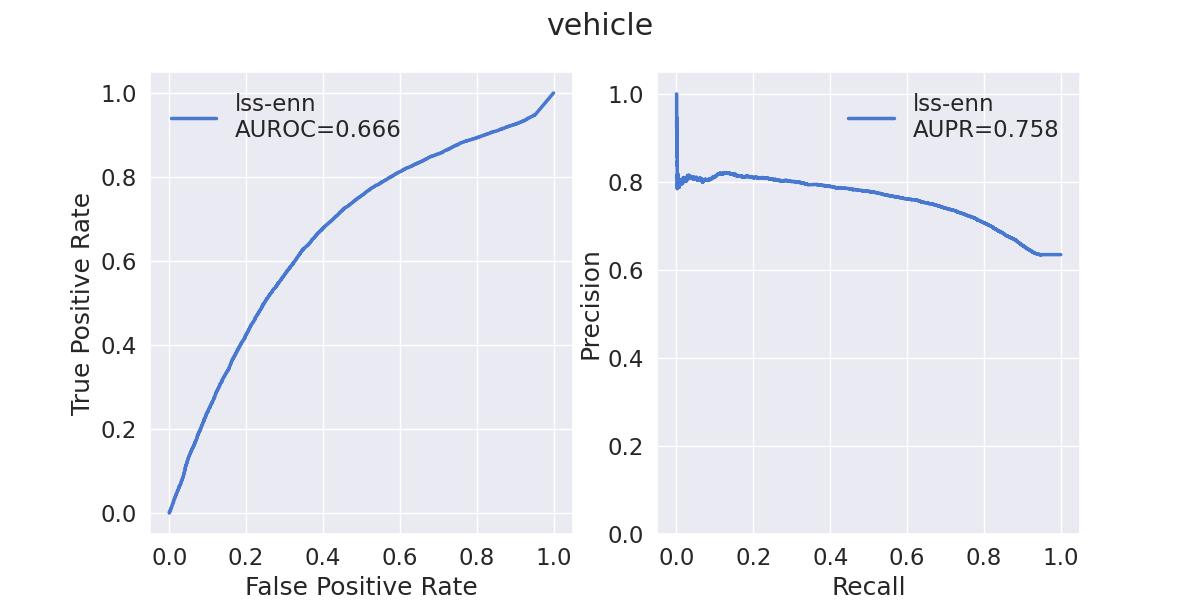 vehicle
lss-enn
AUROC=0.666
1.0
0.8
0.6
0.4
0.2
0.0
True Positive Rate
0.0 0.2 0.4 0.6 0.8 1.0
False Positive Rate
lss-enn
AUPR=0.758
1.0
0.8
0.6
0.4
0.2
0.0
Precision
0.0 0.2 0.4 0.6 0.8 1.0
Recall